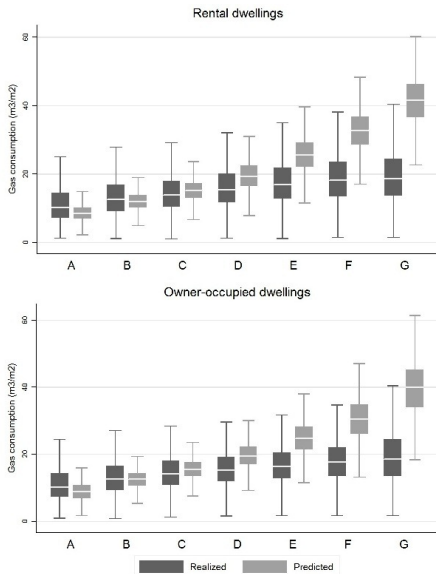 Rental dwellings
Gas consumption (m3/m2)
60
40
20
0
A B C D E F G
Owner-occupied dwellings
Gas consumption (m3/m2)
60
40
20
0
A B C D E F G
Realized Predicted